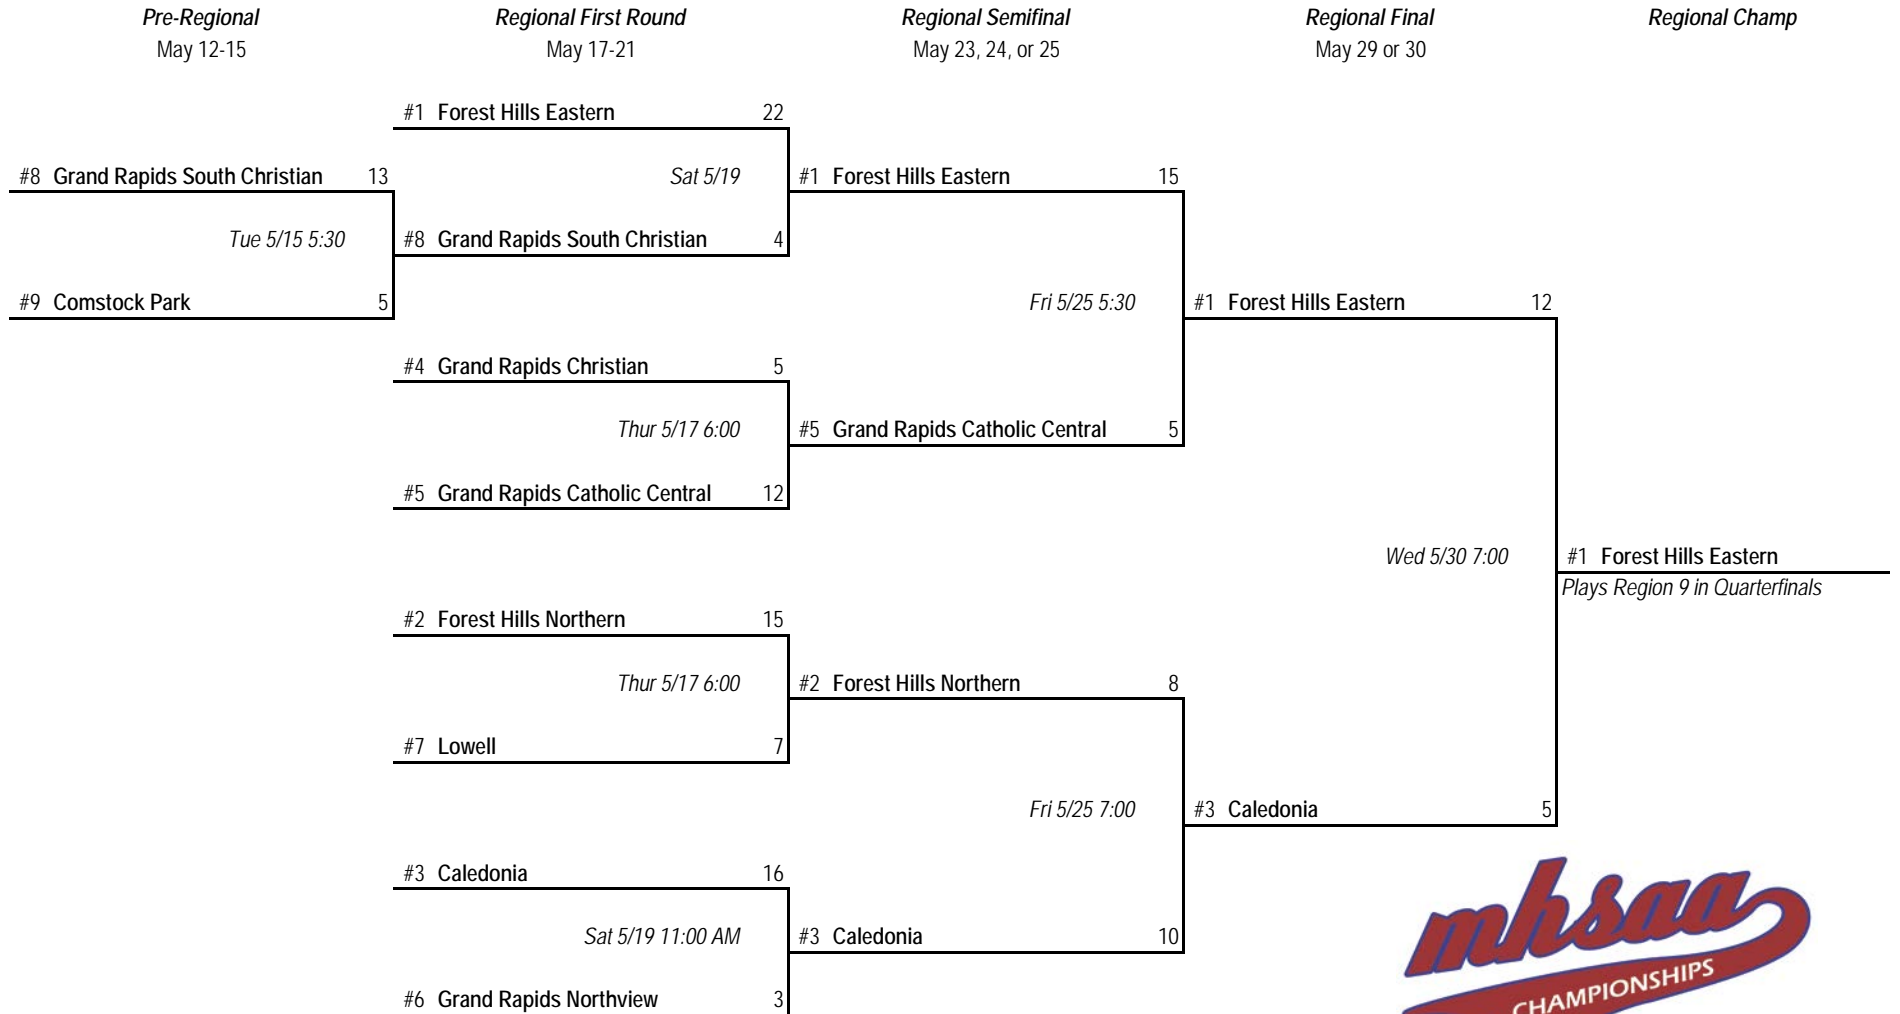 Pre-Regional Regional First Round Regional Semifinal Regional Final Regional Champ
May 12-15 May 17-21 May 23, 24, or 25 May 29 or 30
#1 Forest Hills Eastern 22
#8 Grand Rapids South Christian 13 Sat 5/19 #1 Forest Hills Eastern 15
Tue 5/15 5:30 #8 Grand Rapids South Christian 4
#9 Comstock Park 5 Fri 5/25 5:30 #1 Forest Hills Eastern 12
#4 Grand Rapids Christian 5
Thur 5/17 6:00 #5 Grand Rapids Catholic Central 5
#5 Grand Rapids Catholic Central 12
Wed 5/30 7:00 #1 Forest Hills Eastern
Plays Region 9 in Quarterfinals
#2 Forest Hills Northern 15
Thur 5/17 6:00 #2 Forest Hills Northern 8
#7 Lowell 7
Fri 5/25 7:00 #3 Caledonia 5
#3 Caledonia 16
mhsaa
Sat 5/19 11:00 AM #3 Caledonia 10
CHAMPIONSHIPS
#6 Grand Rapids Northview 3